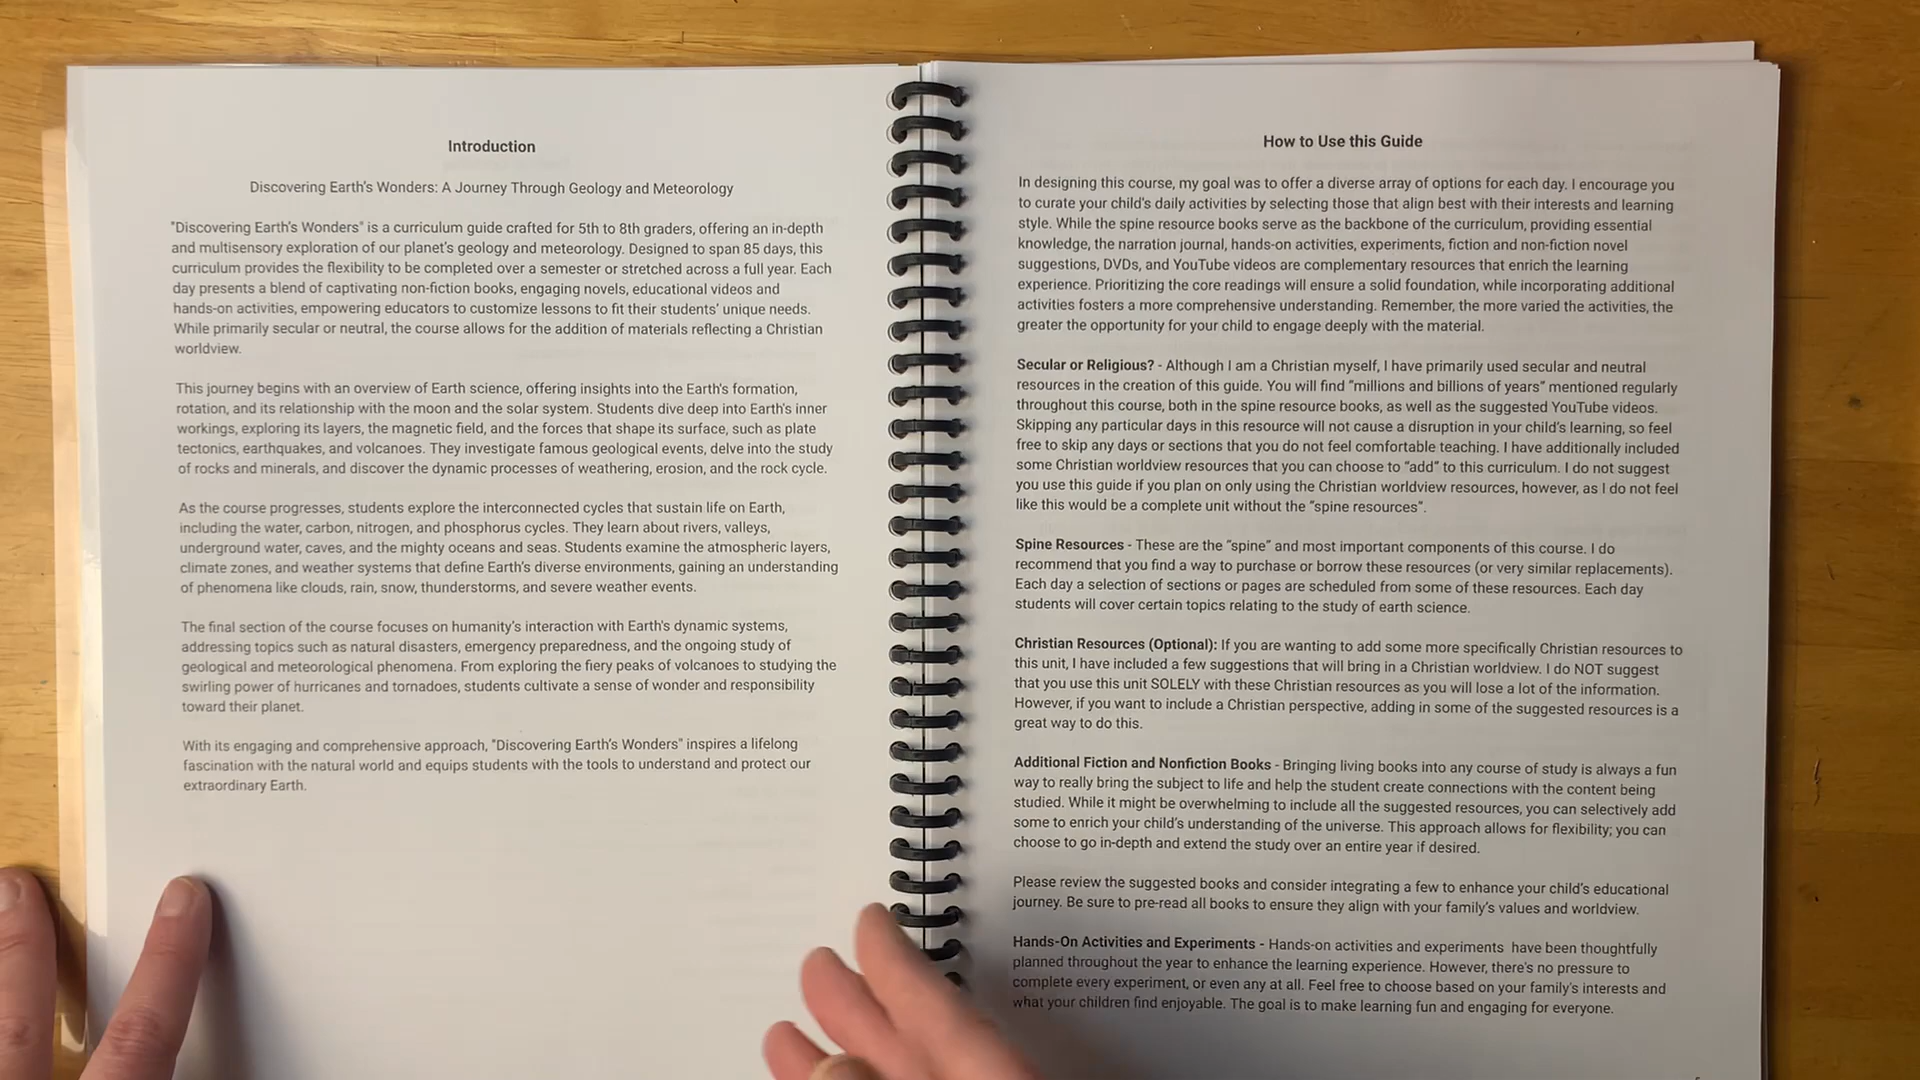 Introduction
Discovering Earth's Wonders: A Journey Through Geology and Meteorology
"Discovering Earth's Wonders" is a curriculum guide crafted for 5th to 8th graders, offering an in-depth
and multisensory exploration of our planet's geology and meteorology. Designed to span 85 days, this
curriculum provides the flexibility to be completed over a semester or stretched across a full year. Each
day presents a blend of captivating non-fiction books, engaging novels, educational videos and
hands-on activities, empowering educators to customize lessons to fit their students' unique needs.
While primarily secular or neutral, the course allows for the addition of materials reflecting a Christian
worldview.
This journey begins with an overview of Earth science, offering insights into the Earth's formation,
rotation, and its relationship with the moon and the solar system. Students dive deep into Earth's inner
workings, exploring its layers, the magnetic field, and the forces that shape its surface, such as plate
tectonics, earthquakes, and volcanoes. They investigate famous geological events, delve into the study
of rocks and minerals, and discover the dynamic processes of weathering, erosion, and the rock cycle.
As the course progresses, students explore the interconnected cycles that sustain life on Earth,
including the water, carbon, nitrogen, and phosphorus cycles. They learn about rivers, valleys,
underground water, caves, and the mighty oceans and seas. Students examine the atmospheric layers,
climate zones, and weather systems that define Earth's diverse environments, gaining an understanding
of phenomena like clouds, rain, snow, thunderstorms, and severe weather events.
The final section of the course focuses on humanity's interaction with Earth's dynamic systems,
addressing topics such as natural disasters, emergency preparedness, and the ongoing study of
geological and meteorological phenomena. From exploring the fiery peaks of volcanoes to studying the
swirling power of hurricanes and tornadoes, students cultivate a sense of wonder and responsibility
toward their planet.
With its engaging and comprehensive approach, "Discovering Earth's Wonders" inspires a lifelong
fascination with the natural world and equips students with the tools to understand and protect our
extraordinary Earth.
How to Use this Guide
In designing this course, my goal was to offer a diverse array of options for each day. I encourage you
to curate your child's daily activities by selecting those that align best with their interests and learning
style. While the spine resource books serve as the backbone of the curriculum, providing essential
knowledge, the narration journal, hands-on activities, experiments, fiction and non-fiction novel
suggestions, DVDs, and YouTube videos are complementary resources that enrich the learning
experience. Prioritizing the core readings will ensure a solid foundation, while incorporating additional
activities fosters a more comprehensive understanding. Remember, the more varied the activities, the
greater the opportunity for your child to engage deeply with the material.
Secular or Religious? - Although I am a Christian myself, I have primarily used secular and neutral
resources in the creation of this guide. You will find "millions and billions of years" mentioned regularly
throughout this course, both in the spine resource books, as well as the suggested YouTube videos.
Skipping any particular days in this resource will not cause a disruption in your child's learning, so feel
free to skip any days or sections that you do not feel comfortable teaching. I have additionally included
some Christian worldview resources that you can choose to "add" to this curriculum. I do not suggest
you use this guide if you plan on only using the Christian worldview resources, however, as I do not feel
like this would be a complete unit without the "spine resources".
Spine Resources - These are the "spine" and most important components of this course. I do
recommend that you find a way to purchase or borrow these resources (or very similar replacements).
Each day a selection of sections or pages are scheduled from some of these resources. Each day
students will cover certain topics relating to the study of earth science.
Christian Resources (Optional): If you are wanting to add some more specifically Christian resources to
this unit, I have included a few suggestions that will bring in a Christian worldview. I do NOT suggest
that you use this unit SOLELY with these Christian resources as you will lose a lot of the information.
However, if you want to include a Christian perspective, adding in some of the suggested resources is a
great way to do this.
Additional Fiction and Nonfiction Books - Bringing living books into any course of study is always a fun
way to really bring the subject to life and help the student create connections with the content being
studied. While it might be overwhelming to include all the suggested resources, you can selectively add
some to enrich your child's understanding of the universe. This approach allows for flexibility; you can
choose to go in-depth and extend the study over an entire year if desired.
Please review the suggested books and consider integrating a few to enhance your child's educational
journey. Be sure to pre-read all books to ensure they align with your family's values and worldview.
Hands-On Activities and Experiments - Hands-on activities and experiments have been thoughtfully
planned throughout the year to enhance the learning experience. However, there's no pressure to
complete every experiment, or even any at all. Feel free to choose based on your family's interests and
what your children find enjoyable. The goal is to make learning fun and engaging for everyone.